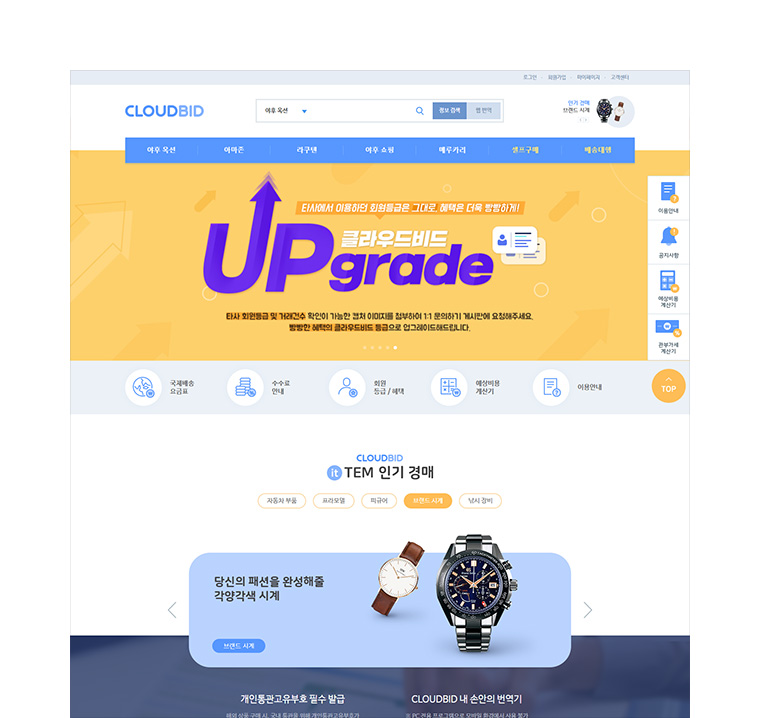 로그인 · 회원가입 · 마이페이지 · 고객센터
CLOUDBID
야후 옥션
정보 검색
웹 번역
인기 경매
브랜드 시계
야후 옥션
아마존
라쿠텐
야후 쇼핑
메루카리
셀프구매
배송대행
타사에서 이용하던 회원등급은 그대로, 혜택은 더욱 빵빵하게!
클라우드비드
UPgrade
타사 회원등급 및 거래건수 확인이 가능한 캡쳐 이미지를 첨부하여 1:1 문의하기 게시판에 요청해주세요.
빵빵한 혜택의 클라우드비드 등급으로 업그레이드해드립니다.
이용안내
공지사항
예상비용
계산기
관부가세
계산기
TOP
국제배송
요금표
수수료
안내
회원
등급 / 혜택
예상비용
계산기
이용안내
CLOUDBID
it TEM 인기 경매
자동차 부품
프라모델
피규어
브랜드 시계
낚시 장비
당신의 패션을 완성해줄
각양각색 시계
브랜드 시계
개인통관고유부호 필수 발급
CLOUDBID 내 손안의 번역기